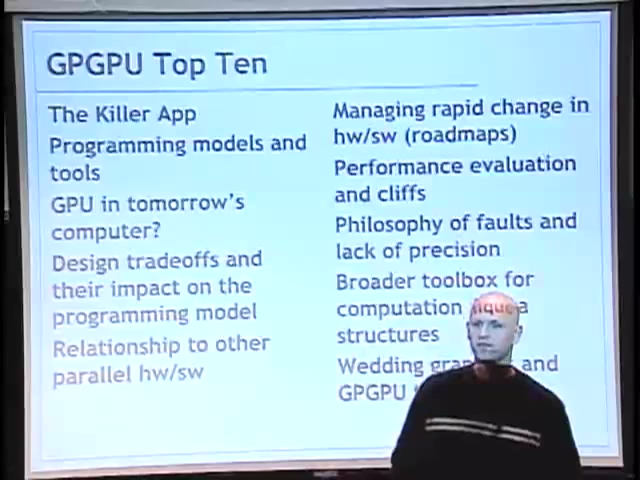 GPGPU Top Ten
The Killer App
Programming models and
tools
GPU in tomorrow's
computer?
Design tradeoffs and
their impact on the
programming model
Relationship to other
parallel hw/sw
Managing rapid change in
hw/sw (roadmaps)
Performance evaluation
and cliffs
Philosophy of faults and
lack of precision
Broader toolbox for
computation
structures
Wedding and
GPGPU